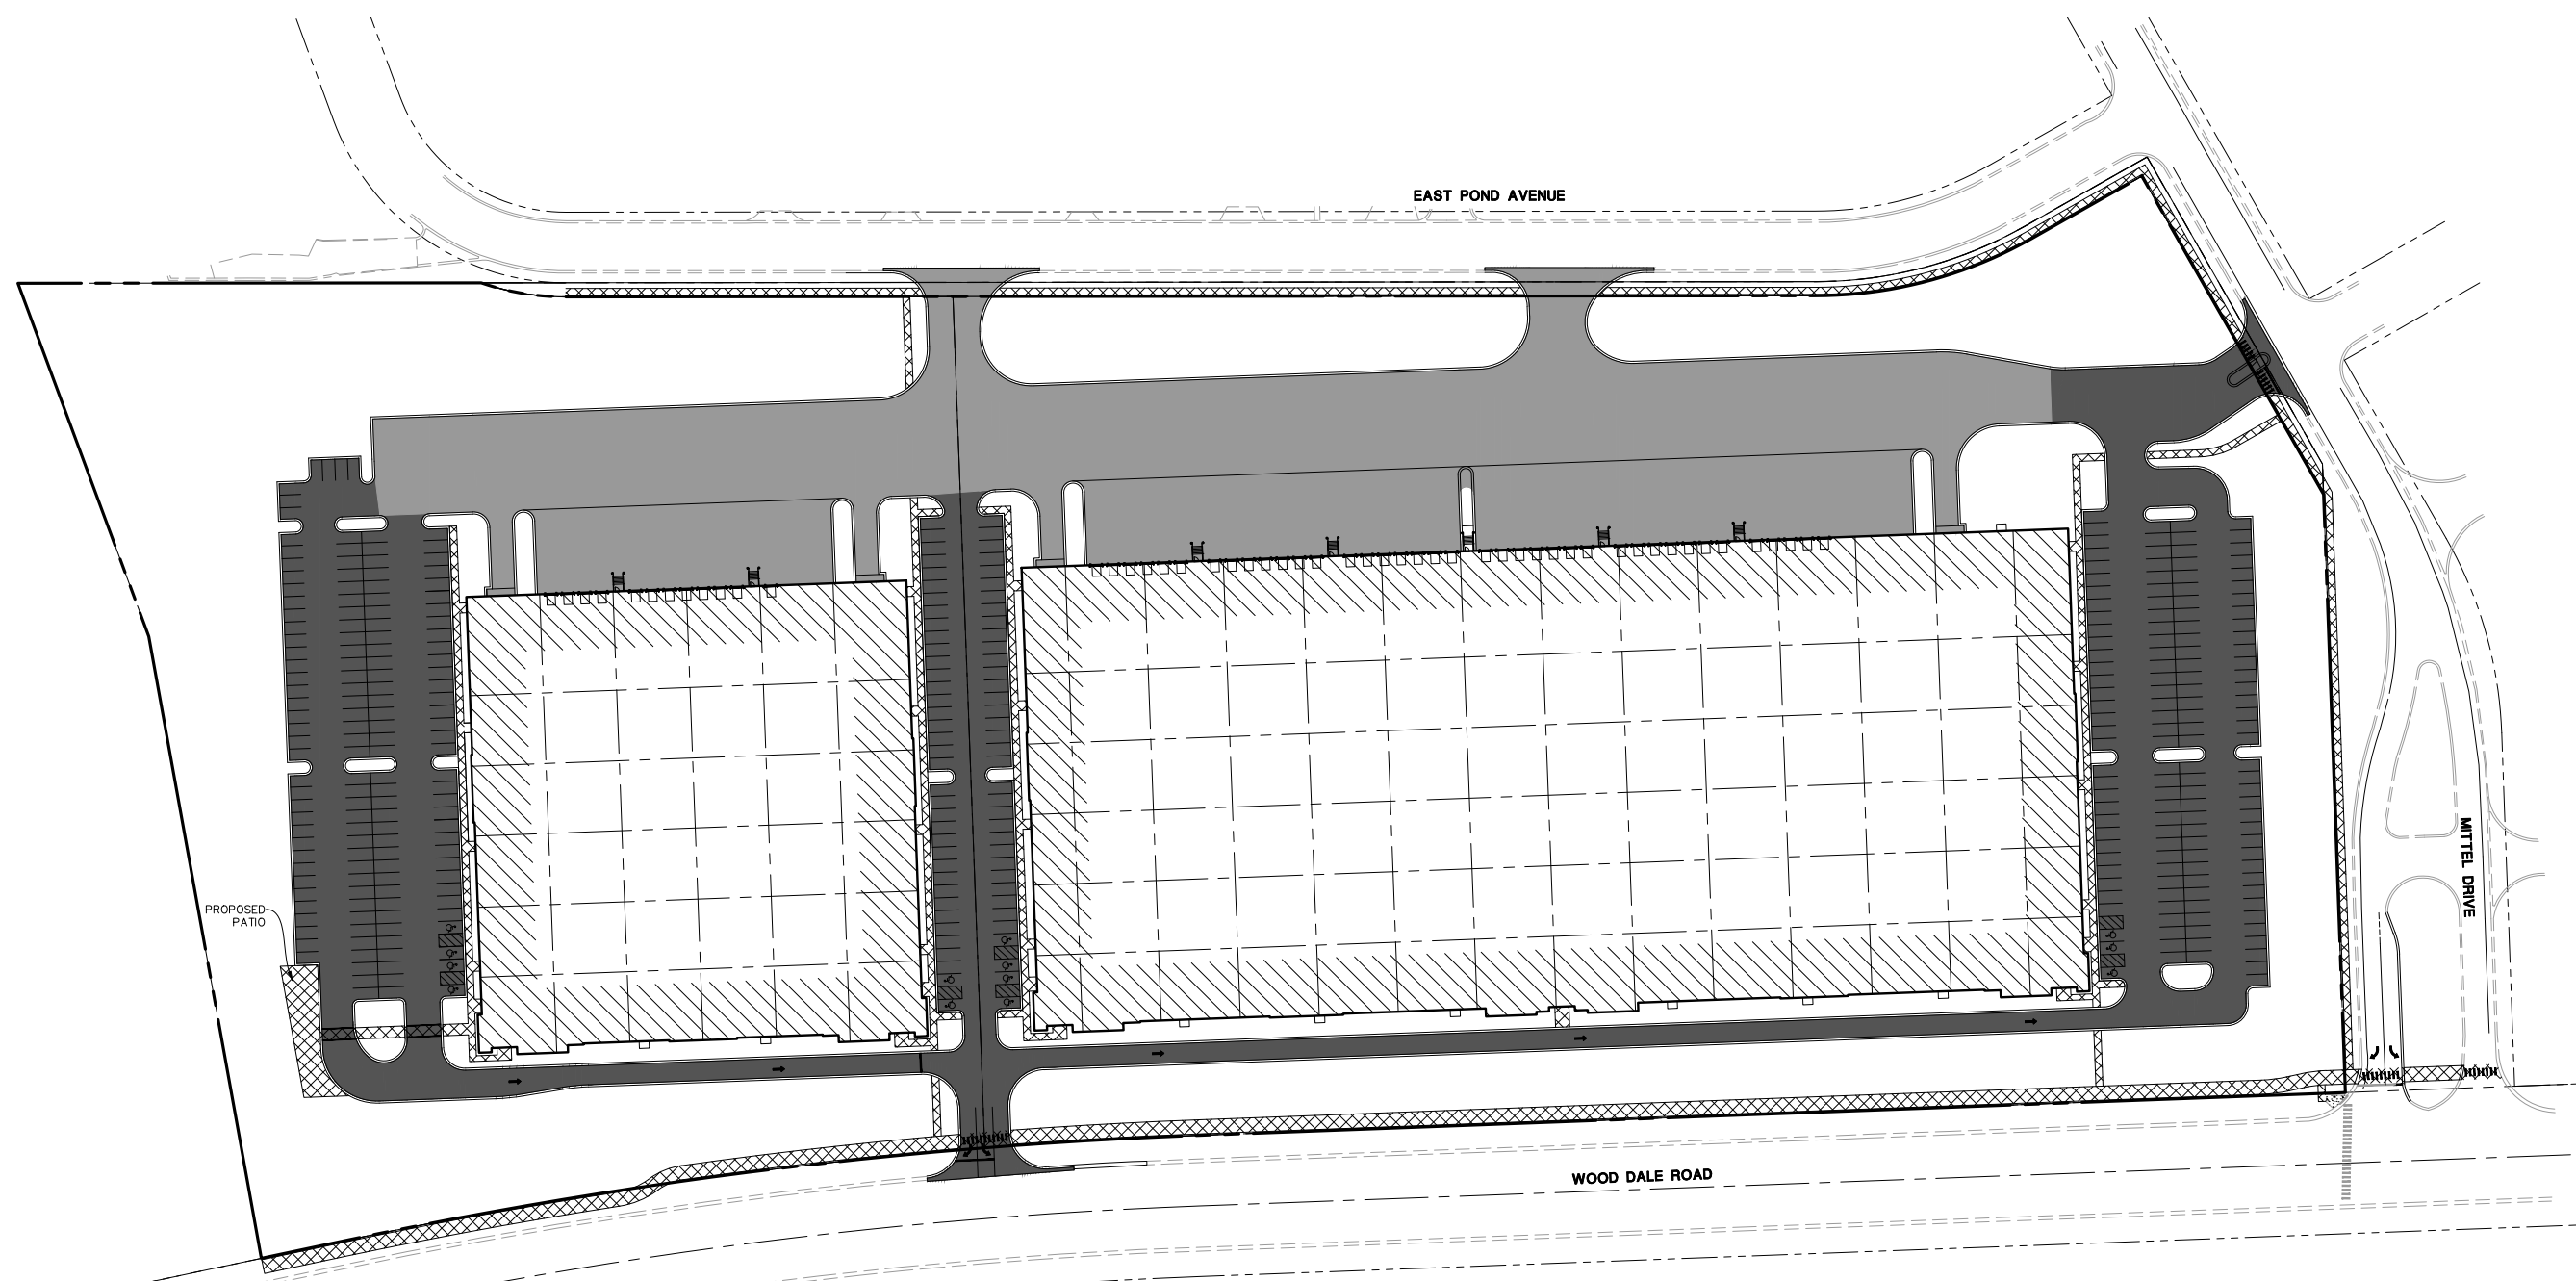 EAST POND AVENUE
PROPOSED
PATIO
MITTEL DRIVE
WOOD DALE ROAD